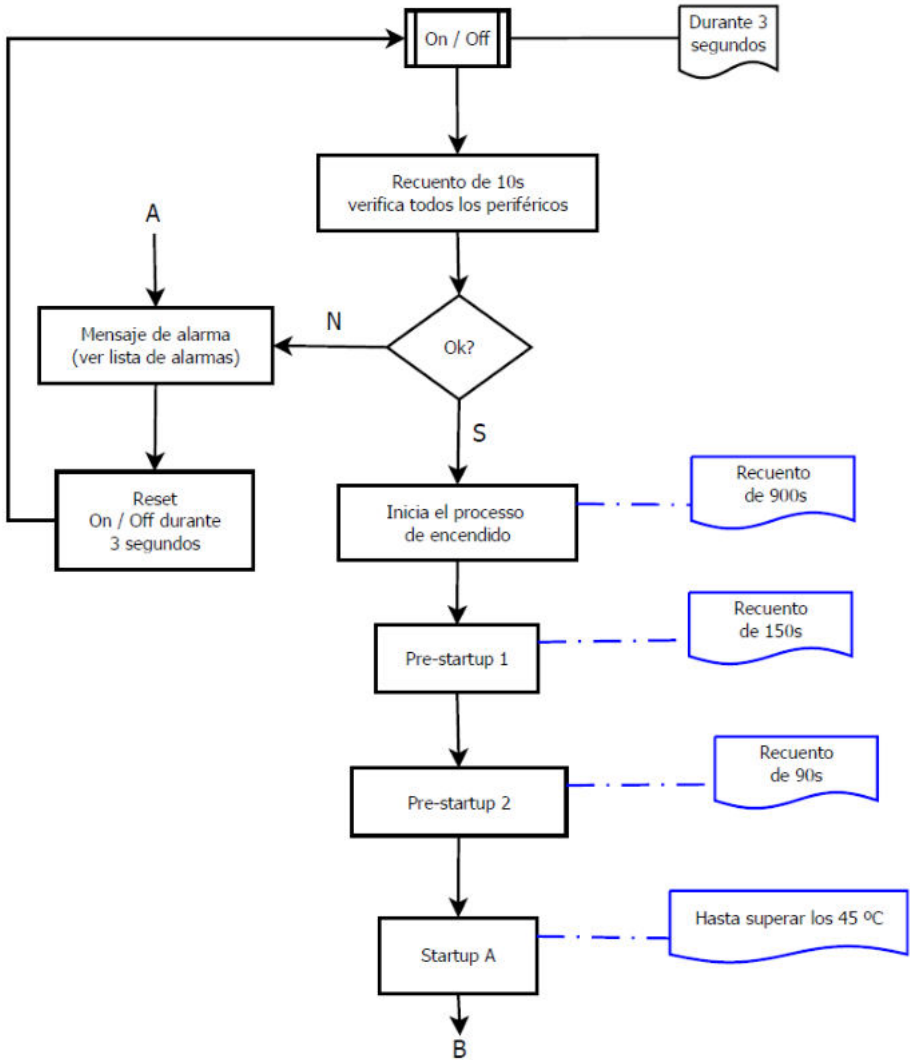 On / Off
Durante 3
segundos
Recuento de 10s
verifica todos los periféricos
A
Mensaje de alarma
(ver lista de alarmas)
N
Ok?
S
Reset
On / Off durante
3 segundos
Inicia el processo
de encendido
Recuento
de 900s
Pre-startup 1
Recuento
de 150s
Pre-startup 2
Recuento
de 90s
Startup A
Hasta superar los 45 ºC
B